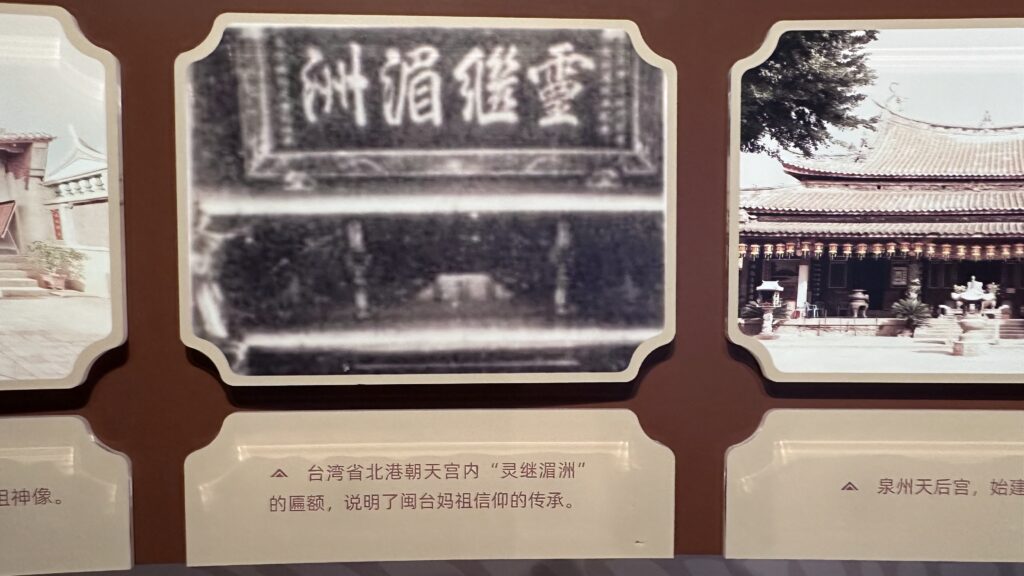 靈繼湄洲
祖神像。
台湾省北港朝天宫内“灵继湄洲”
的匾额，说明了闽台妈祖信仰的传承。
泉州天后宫，始建